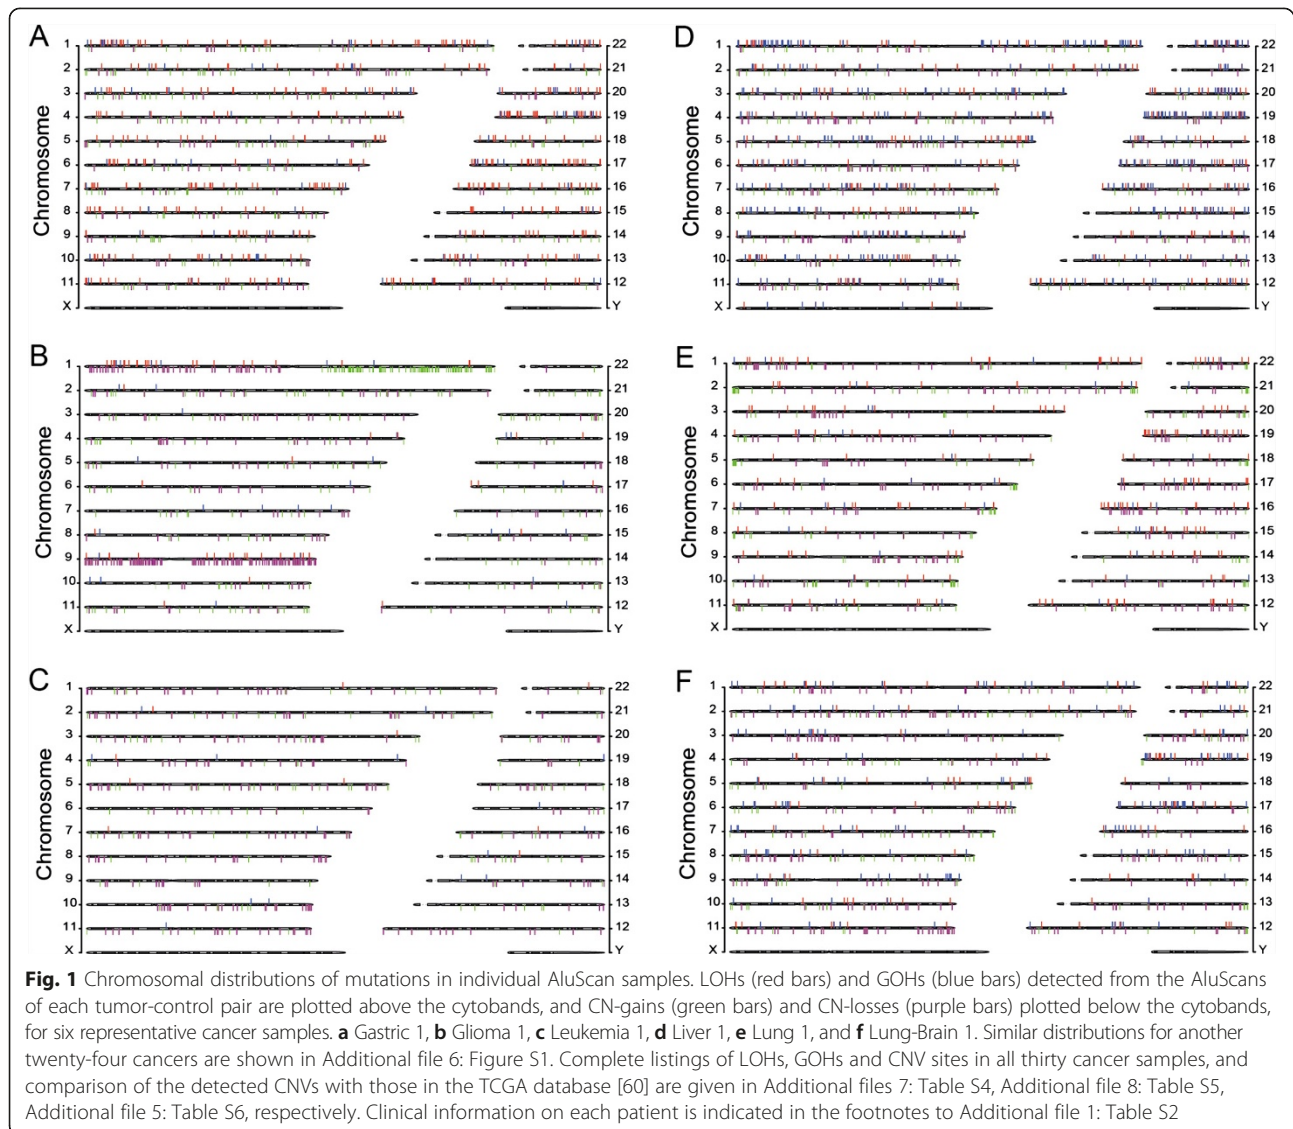 A
Chromosome
1 22
2 21
3 20
4 19
5 18
6 17
7 16
8 15
9 14
10 13
11 12
X Y
B
Chromosome
1 22
2 21
3 20
4 19
5 18
6 17
7 16
8 15
9 14
10 13
11 12
X Y
C
Chromosome
1 22
2 21
3 20
4 19
5 18
6 17
7 16
8 15
9 14
10 13
11 12
X Y
D
Chromosome
1 22
2 21
3 20
4 19
5 18
6 17
7 16
8 15
9 14
10 13
11 12
X Y
E
Chromosome
1 22
2 21
3 20
4 19
5 18
6 17
7 16
8 15
9 14
10 13
11 12
X Y
F
Chromosome
1 22
2 21
3 20
4 19
5 18
6 17
7 16
8 15
9 14
10 13
11 12
X Y
Fig. 1 Chromosomal distributions of mutations in individual AluScan samples. LOHs (red bars) and GOHs (blue bars) detected from the AluScans
of each tumor-control pair are plotted above the cytobands, and CN-gains (green bars) and CN-losses (purple bars) plotted below the cytobands,
for six representative cancer samples. a Gastric 1, b Glioma 1, c Leukemia 1, d Liver 1, e Lung 1, and f Lung-Brain 1. Similar distributions for another
twenty-four cancers are shown in Additional file 6: Figure S1. Complete listings of LOHs, GOHs and CNV sites in all thirty cancer samples, and
comparison of the detected CNVs with those in the TCGA database [60] are given in Additional files 7: Table S4, Additional file 8: Table S5,
Additional file 5: Table S6, respectively. Clinical information on each patient is indicated in the footnotes to Additional file 1: Table S2